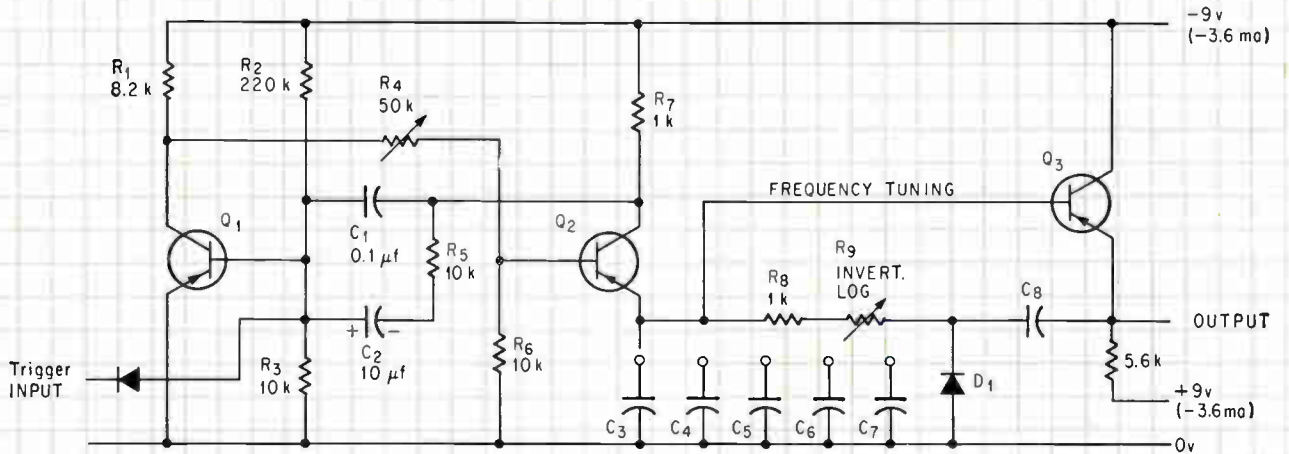 -9v
(-3.6 ma)
R1
8.2 k
R2
220 k
R4
50 k
R7
1 k
Q3
FREQUENCY TUNING
Q1
C1
0.1 μf
R5
10k
Q2
R8
1 k
R9
INVERT.
LOG
C8
OUTPUT
+ -
C2
10 μf
R6
10k
5.6k
Trigger
INPUT
R3
10 k
D1
+9v
(-3.6ma)
C3
C4
C5
C6
C7
0v